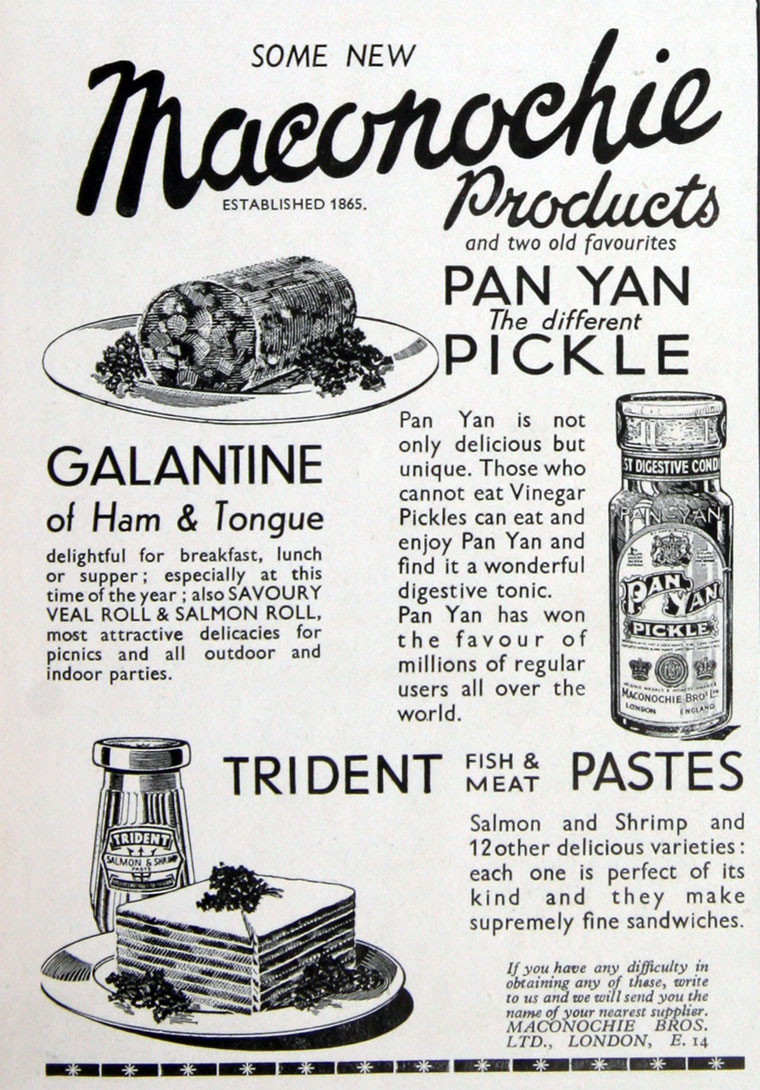 SOME NEW
Maconochie
ESTABLISHED 1865.
Products
and two old favourites
PAN YAN
The different
PICKLE
GALANTINE
of Ham & Tongue
delightful for breakfast, lunch
or supper; especially at this
time of the year; also SAVOURY
VEAL ROLL & SALMON ROLL,
most attractive delicacies for
picnics and all outdoor and
indoor parties.
Pan Yan is not
only delicious but
unique. Those who
cannot eat Vinegar
Pickles can eat and
enjoy Pan Yan and
find it a wonderful
digestive tonic.
Pan Yan has won
the favour of
millions of regular
users all over the
world.
ST DIGESTIVE COND
PAN YAN
PAN YAN
PICKLE
MACONOCHIE BROS LTD
LONDON ENGLAND
TRIDENT FISH & MEAT PASTES
TRIDENT
SALMON & SHRIMP
PASTE
Salmon and Shrimp and
12 other delicious varieties:
each one is perfect of its
kind and they make
supremely fine sandwiches.
If you have any difficulty in
obtaining any of these, write
to us and we will send you the
name of your nearest supplier.
MACONOCHIE BROS.
LTD., LONDON, E. 14